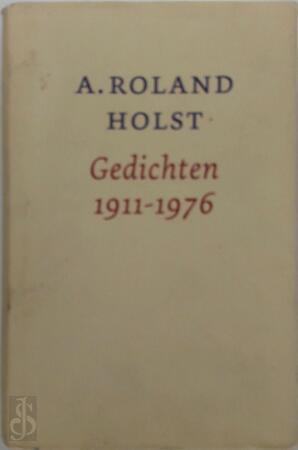 A. ROLAND
HOLST
Gedichten
1911-1976